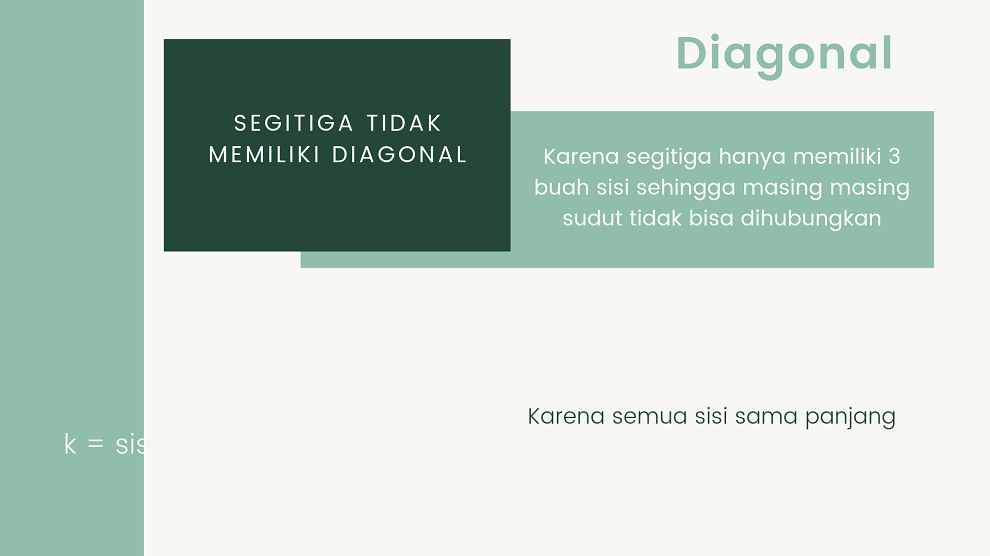 Diagonal
SEGITIGA TIDAK
MEMILIKI DIAGONAL
Karena segitiga hanya memiliki 3
buah sisi sehingga masing masing
sudut tidak bisa dihubungkan
Karena semua sisi sama panjang
k = sis